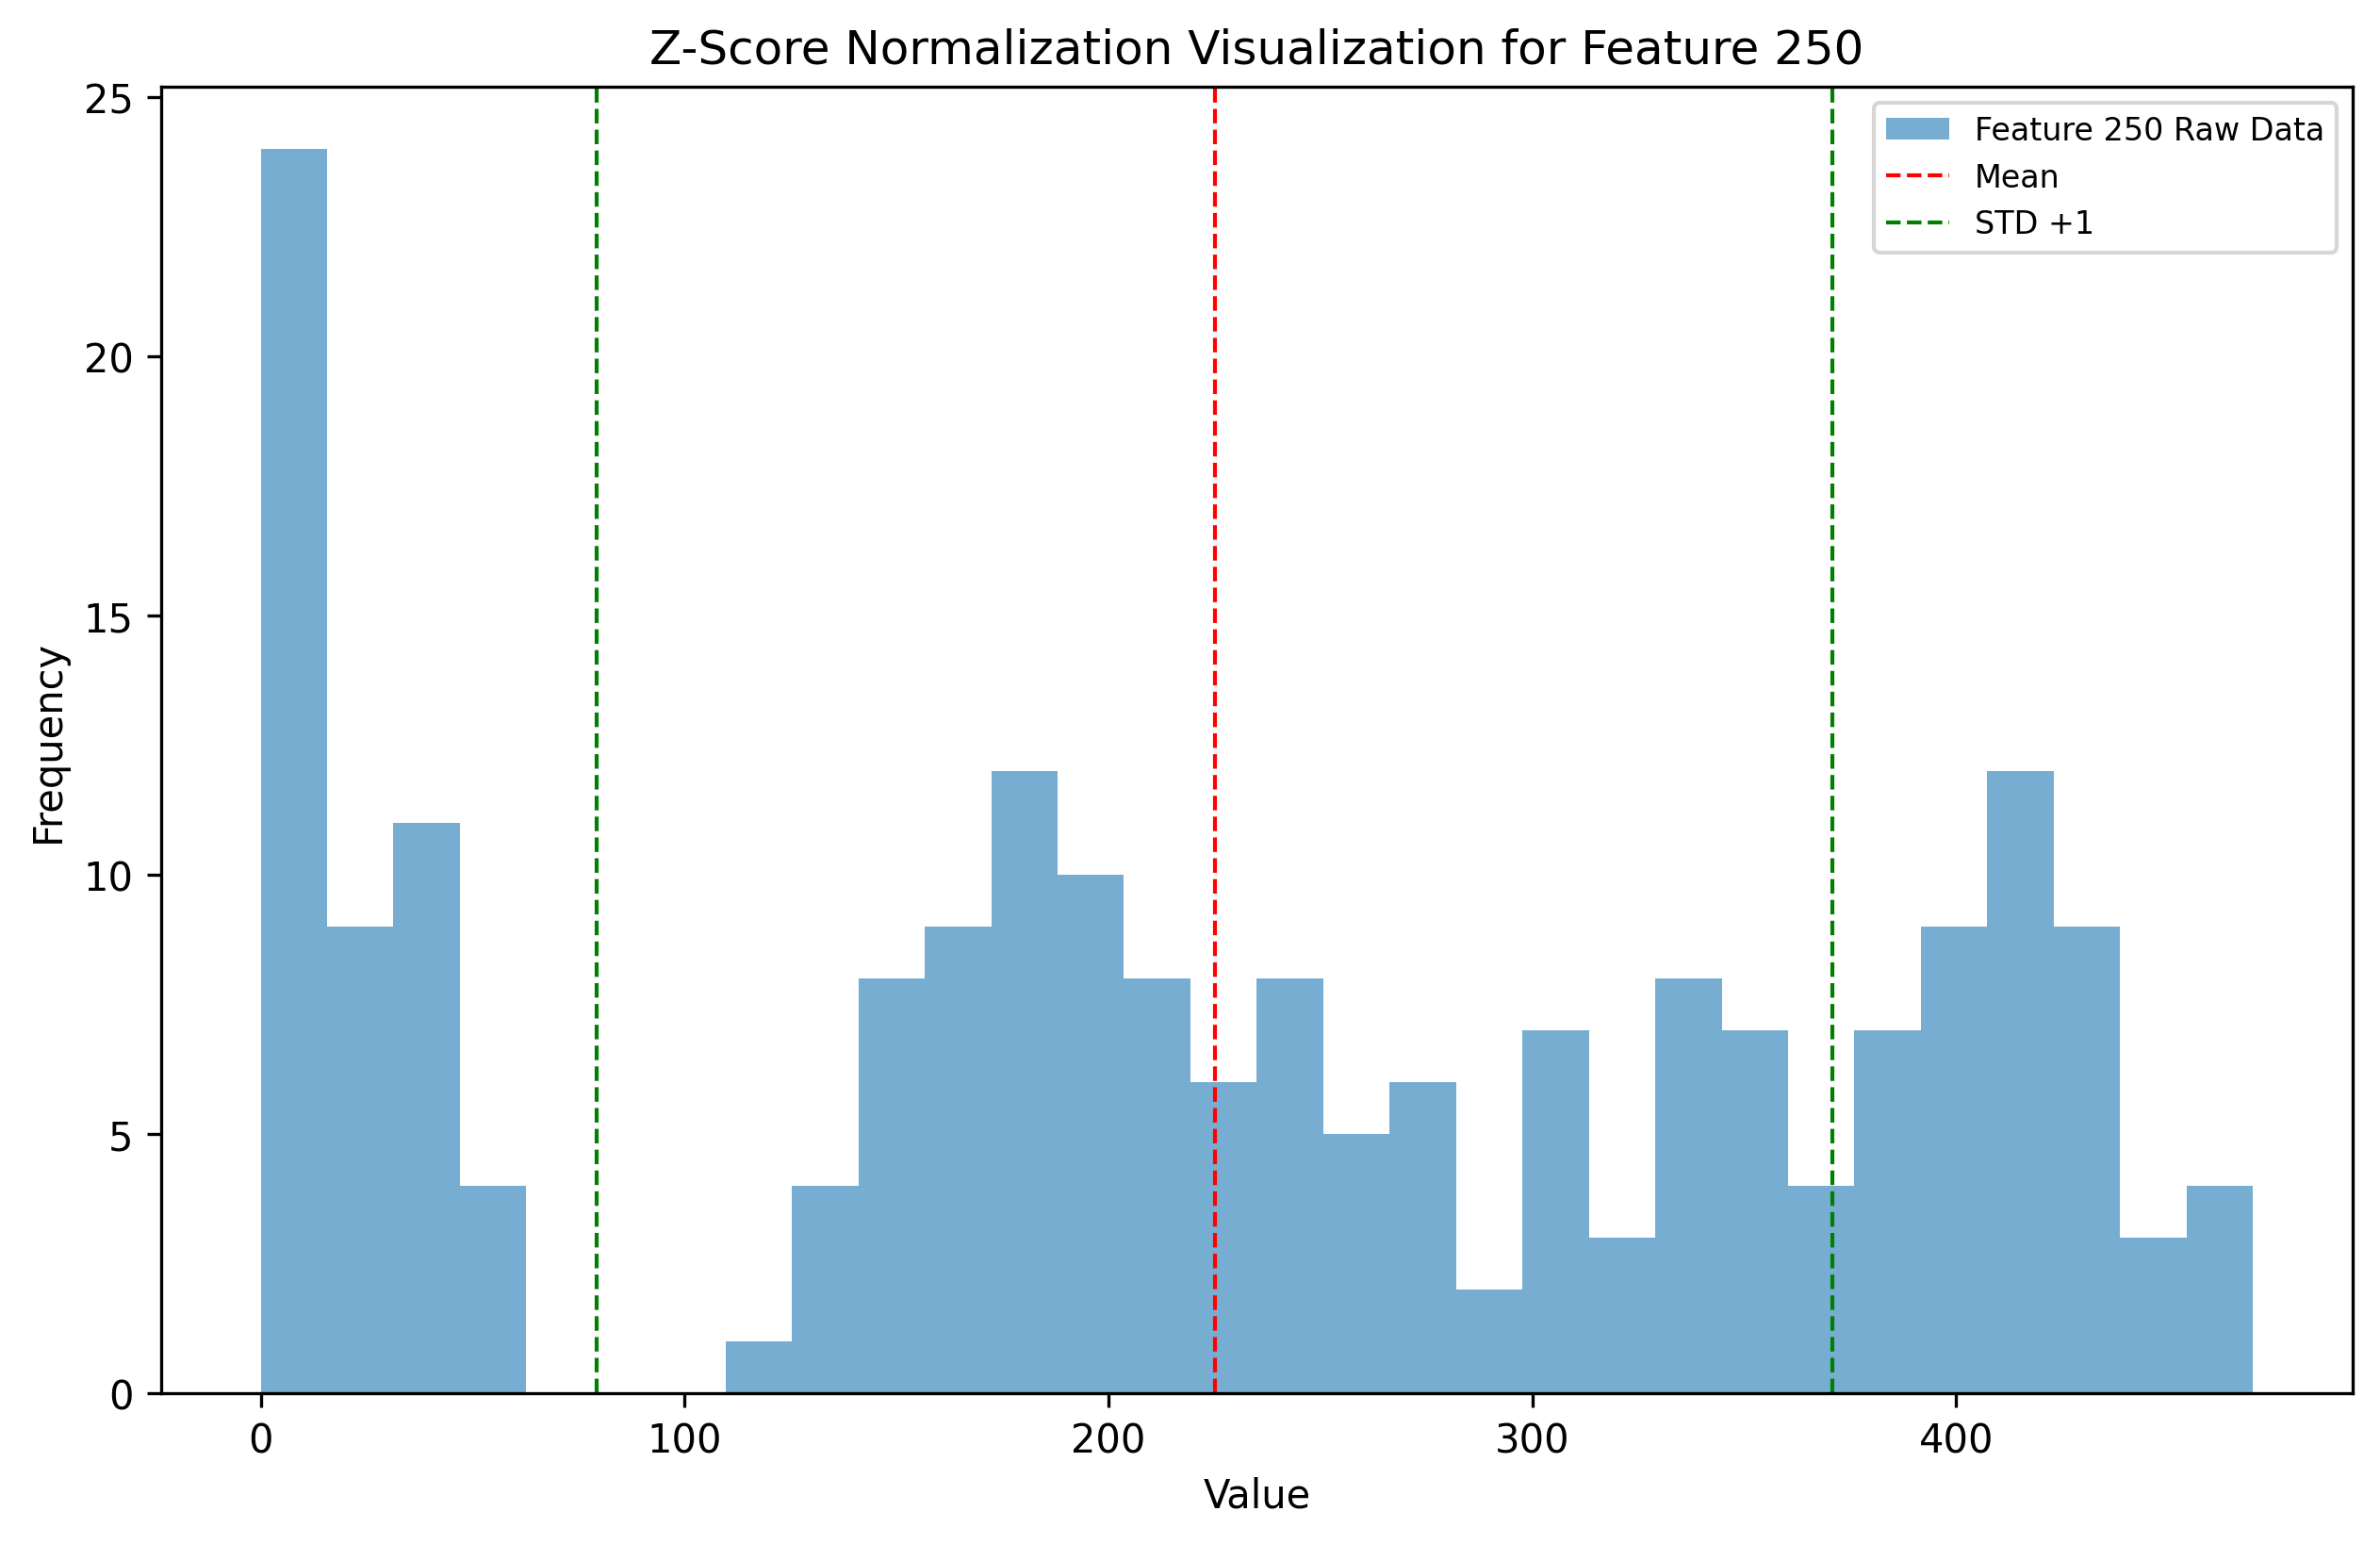 Z-Score Normalization Visualization for Feature 250
25
20
15
10
5
0
Frequency
Feature 250 Raw Data
Mean
STD +1
0 100 200 300 400
Value